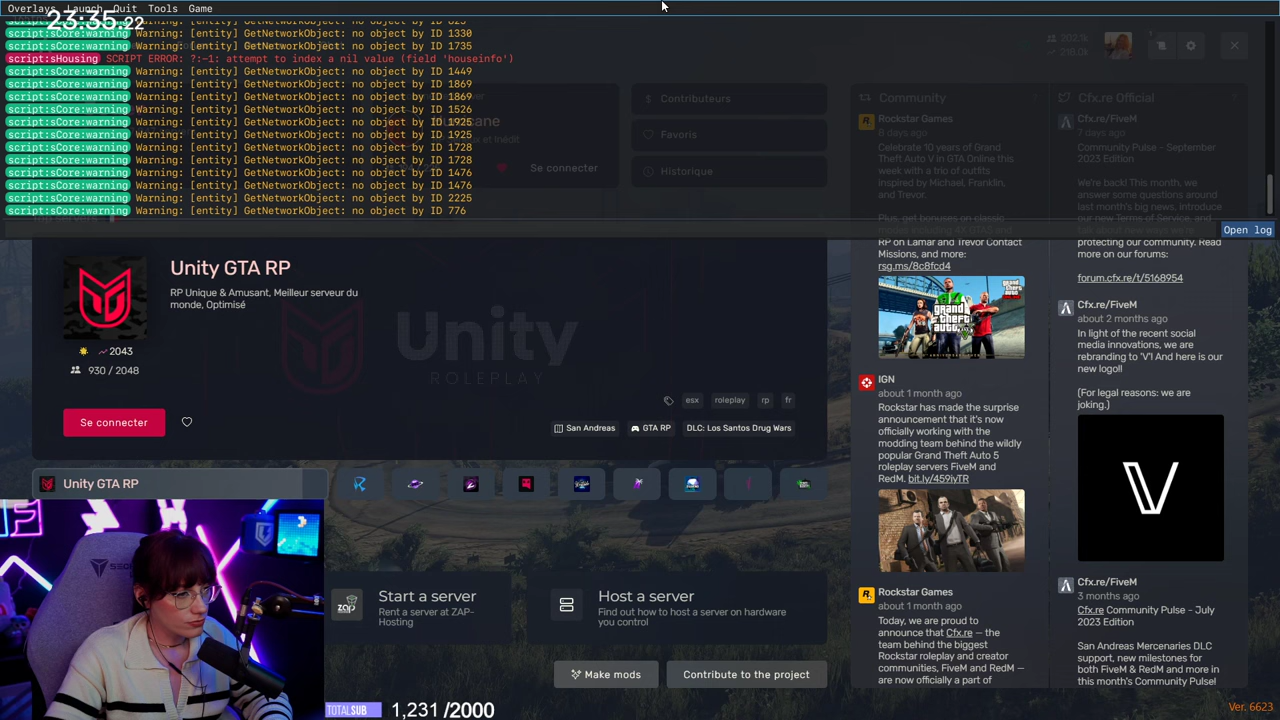 Overlays Launch Quit Tools Game
23:35.22
script:sCore:warning Warning: [entity] GetNetworkObject: no object by ID 1330
script:sCore:warning Warning: [entity] GetNetworkObject: no object by ID 1735
script:sHousing SCRIPT ERROR: ?:-1: attempt to index a nil value (field 'houseinfo')
script:sCore:warning Warning: [entity] GetNetworkObject: no object by ID 1449
script:sCore:warning Warning: [entity] GetNetworkObject: no object by ID 1869
script:sCore:warning Warning: [entity] GetNetworkObject: no object by ID 1869
script:sCore:warning Warning: [entity] GetNetworkObject: no object by ID 1526
script:sCore:warning Warning: [entity] GetNetworkObject: no object by ID 1925
script:sCore:warning Warning: [entity] GetNetworkObject: no object by ID 1925
script:sCore:warning Warning: [entity] GetNetworkObject: no object by ID 1728
script:sCore:warning Warning: [entity] GetNetworkObject: no object by ID 1728
script:sCore:warning Warning: [entity] GetNetworkObject: no object by ID 1476
script:sCore:warning Warning: [entity] GetNetworkObject: no object by ID 1476
script:sCore:warning Warning: [entity] GetNetworkObject: no object by ID 2225
script:sCore:warning Warning: [entity] GetNetworkObject: no object by ID 776
Open log
Se connecter
Contributeurs
Favoris
Historique
Unity GTA RP
RP Unique & Amusant, Meilleur serveur du
monde, Optimisé
2043
930 / 2048
Unity
ROLEPLAY
Se connecter
esx roleplay rp fr
San Andreas GTA RP DLC: Los Santos Drug Wars
Unity GTA RP
Start a server
Rent a server at ZAP-
Hosting
Host a server
Find out how to host a server on hardware
you control
Make mods
Contribute to the project
TOTALSUB 1,231 /2000
Community
Rockstar Games
6 days ago
Celebrate 10 years of Grand
Theft Auto V in GTA Online this
week with a trio of outfits
inspired by Michael, Franklin,
and Trevor.
RP on Lamar and Trevor Contact
Missions, and more:
rsg.ms/8c8fcd4
IGN
about 1 month ago
Rockstar has made the surprise
announcement that it's now
officially working with the
modding team behind the wildly
popular Grand Theft Auto 5
roleplay servers FiveM and
RedM. bit.ly/459iyTR
Rockstar Games
about 1 month ago
Today, we are proud to
announce that Cfx.re — the
team behind the biggest
Rockstar roleplay and creator
communities, FiveM and RedM —
are now officially a part of
Cfx.re Official
Cfx.re/FiveM
7 days ago
Community Pulse - September
2023 Edition
We're back! This month, we
answer some questions around
last month's big news, introduce
our new Terms of Service, and
protecting our community. Read
more on our forums:
forum.cfx.re/t/5168954
Cfx.re/FiveM
about 2 months ago
In light of the recent social
media innovations, we are
rebranding to 'V'! And here is our
new logo!!
(For legal reasons: we are
joking.)
Cfx.re/FiveM
3 months ago
Cfx.re Community Pulse - July
2023 Edition
San Andreas Mercenaries DLC
support, new milestones for
both FiveM & RedM and more in
this month's Community Pulse!
Ver. 6623